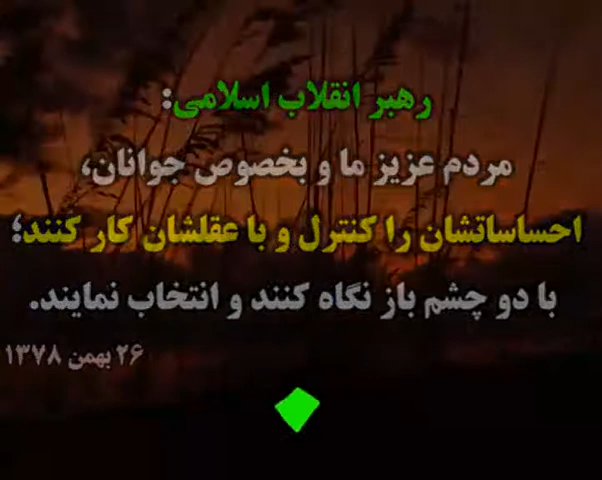 رهبر انقلاب اسلامی:
مردم عزیز ما و بخصوص جوانان،
احساساتشان را کنترل و با عقلشان کار کنند؛
با دو چشم باز نگاه کنند و انتخاب نمایند.
۲۶ بهمن ۱۳۷۸